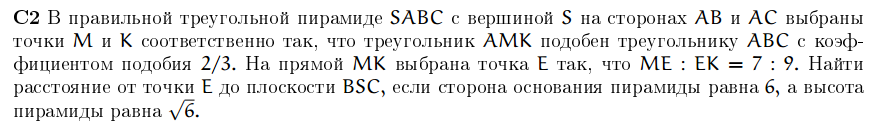 C2 В правильной треугольной пирамиде SABC с вершиной S на сторонах AB и AC выбраны
точки M и K соответственно так, что треугольник AMK подобен треугольнику ABC с коэф-
фициентом подобия 2/3. На прямой MK выбрана точка E так, что ME : EK = 7 : 9. Найти
расстояние от точки E до плоскости BSC, если сторона основания пирамиды равна 6, а высота
пирамиды равна √6.